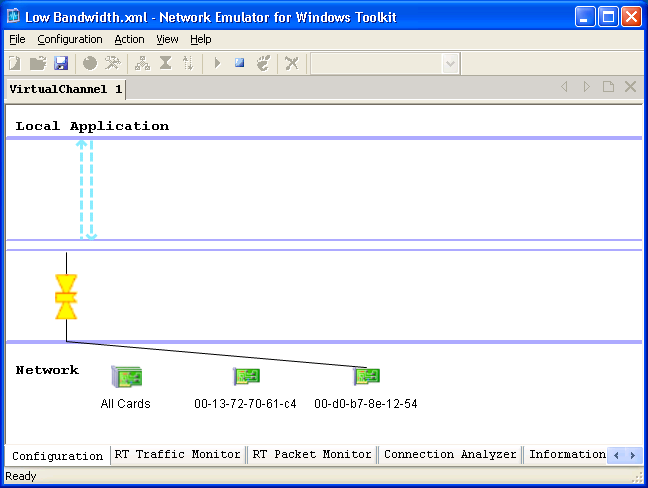 Low Bandwidth.xml - Network Emulator for Windows Toolkit
File Configuration Action View Help
VirtualChannel 1
Local Application
Network
All Cards 00-13-72-70-61-c4 00-d0-b7-8e-12-54
Configuration RT Traffic Monitor RT Packet Monitor Connection Analyzer Information
Ready